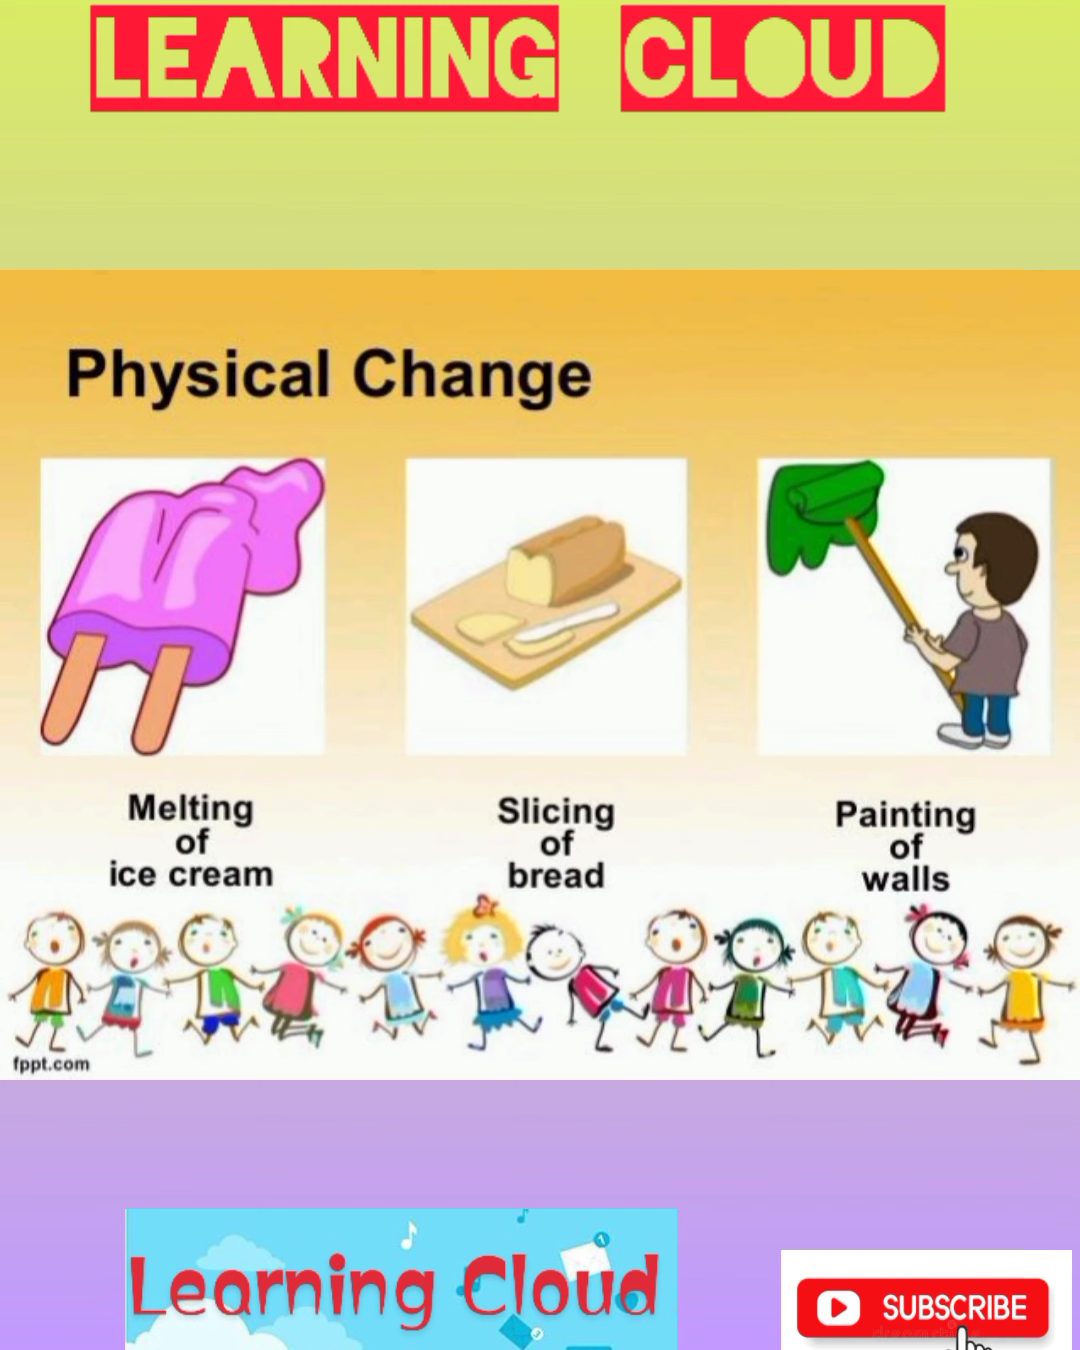 LEARNING CLOUD
Physical Change
Melting
of
ice cream
Slicing
of
bread
Painting
of
walls
fppt.com
Learning Cloud
1
SUBSCRIBE